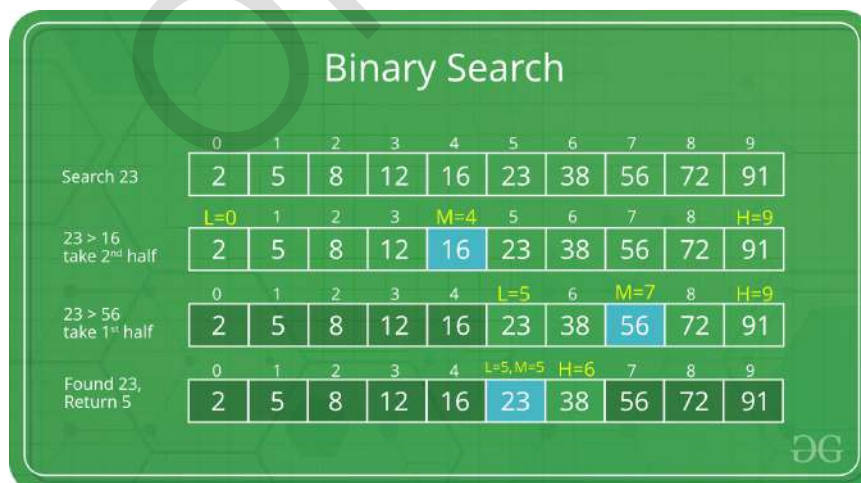 Binary Search
0 1 2 3 4 5 6 7 8 9
Search 23 2 5 8 12 16 23 38 56 72 91
L=0 1 2 3 M=4 5 6 7 8 H=9
23 > 16
take 2nd half 2 5 8 12 16 23 38 56 72 91
0 1 2 3 4 L=5 6 M=7 8 H=9
23 > 56
take 1st half 2 5 8 12 16 23 38 56 72 91
0 1 2 3 4 L=5, M=5 H=6 7 8 9
Found 23,
Return 5 2 5 8 12 16 23 38 56 72 91